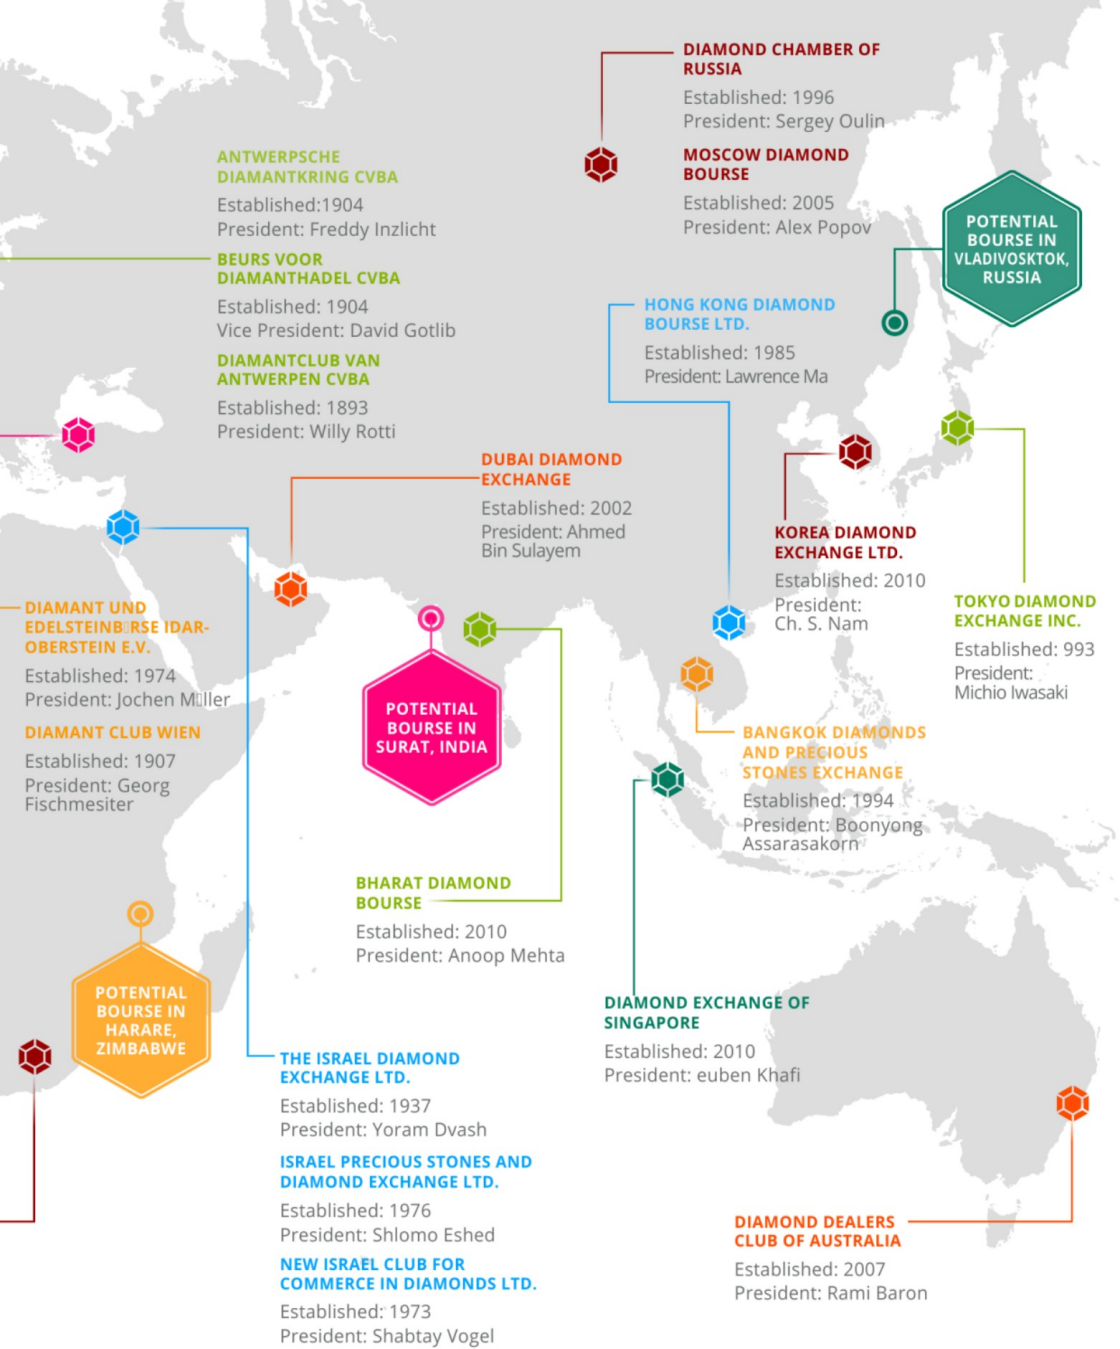 DIAMOND CHAMBER OF
RUSSIA
Established: 1996
President: Sergey Oulin
MOSCOW DIAMOND
BOURSE
Established: 2005
President: Alex Popov
ANTWERPSCHE
DIAMANTKRING CVBA
Established:1904
President: Freddy Inzlicht
BEURS VOOR
DIAMANTHADEL CVBA
Established: 1904
Vice President: David Gotlib
DIAMANTCLUB VAN
ANTWERPEN CVBA
Established: 1893
President: Willy Rotti
POTENTIAL
BOURSE IN
VLADIVOSKTOK,
RUSSIA
HONG KONG DIAMOND
BOURSE LTD.
Established: 1985
President: Lawrence Ma
DUBAI DIAMOND
EXCHANGE
Established: 2002
President: Ahmed
Bin Sulayem
KOREA DIAMOND
EXCHANGE LTD.
Established: 2010
President:
Ch. S. Nam
TOKYO DIAMOND
EXCHANGE INC.
Established: 993
President:
Michio Iwasaki
DIAMANT UND
EDELSTEINB▯RSE IDAR-
OBERSTEIN E.V.
Established: 1974
President: Jochen M▯ller
DIAMANT CLUB WIEN
Established: 1907
President: Georg
Fischmesiter
POTENTIAL
BOURSE IN
SURAT, INDIA
BANGKOK DIAMONDS
AND PRECIOUS
STONES EXCHANGE
Established: 1994
President: Boonyong
Assarasakorn
BHARAT DIAMOND
BOURSE
Established: 2010
President: Anoop Mehta
POTENTIAL
BOURSE IN
HARARE,
ZIMBABWE
DIAMOND EXCHANGE OF
SINGAPORE
Established: 2010
President: euben Khafi
THE ISRAEL DIAMOND
EXCHANGE LTD.
Established: 1937
President: Yoram Dvash
ISRAEL PRECIOUS STONES AND
DIAMOND EXCHANGE LTD.
Established: 1976
President: Shlomo Eshed
NEW ISRAEL CLUB FOR
COMMERCE IN DIAMONDS LTD.
Established: 1973
President: Shabtay Vogel
DIAMOND DEALERS
CLUB OF AUSTRALIA
Established: 2007
President: Rami Baron